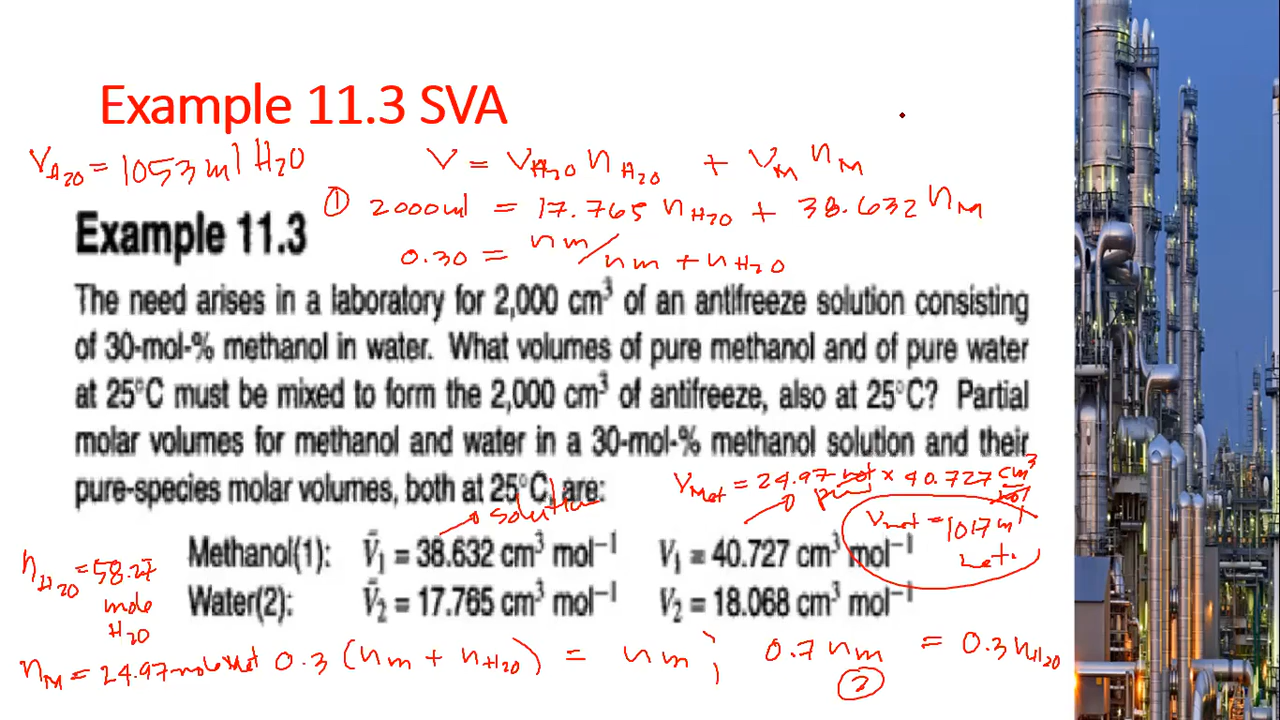 Example 11.3 SVA
V_H2O = 1053 ml H2O
V = V_H2O n_H2O + V_M n_M
① 2000 ml = 17.765 n_H2O + 38.632 n_M
Example 11.3
0.30 = nm/nm + n_H2O
The need arises in a laboratory for 2,000 cm³ of an antifreeze solution consisting
of 30-mol-% methanol in water. What volumes of pure methanol and of pure water
at 25°C must be mixed to form the 2,000 cm³ of antifreeze, also at 25°C? Partial
molar volumes for methanol and water in a 30-mol-% methanol solution and their
pure-species molar volumes, both at 25°C, are:
V_Met = 24.97 mol × 40.727 cm³/mol
solution
pure
V_met = 1017 ml
Methanol(1): V̄₁ = 38.632 cm³ mol⁻¹ V₁ = 40.727 cm³ mol⁻¹
Water(2): V̄₂ = 17.765 cm³ mol⁻¹ V₂ = 18.068 cm³ mol⁻¹
n_H2O = 58.27
mole
H2O
n_M = 24.97 moles Met 0.3 (nm + n_H2O) = nm ; 0.7 nm = 0.3 n_H2O
②